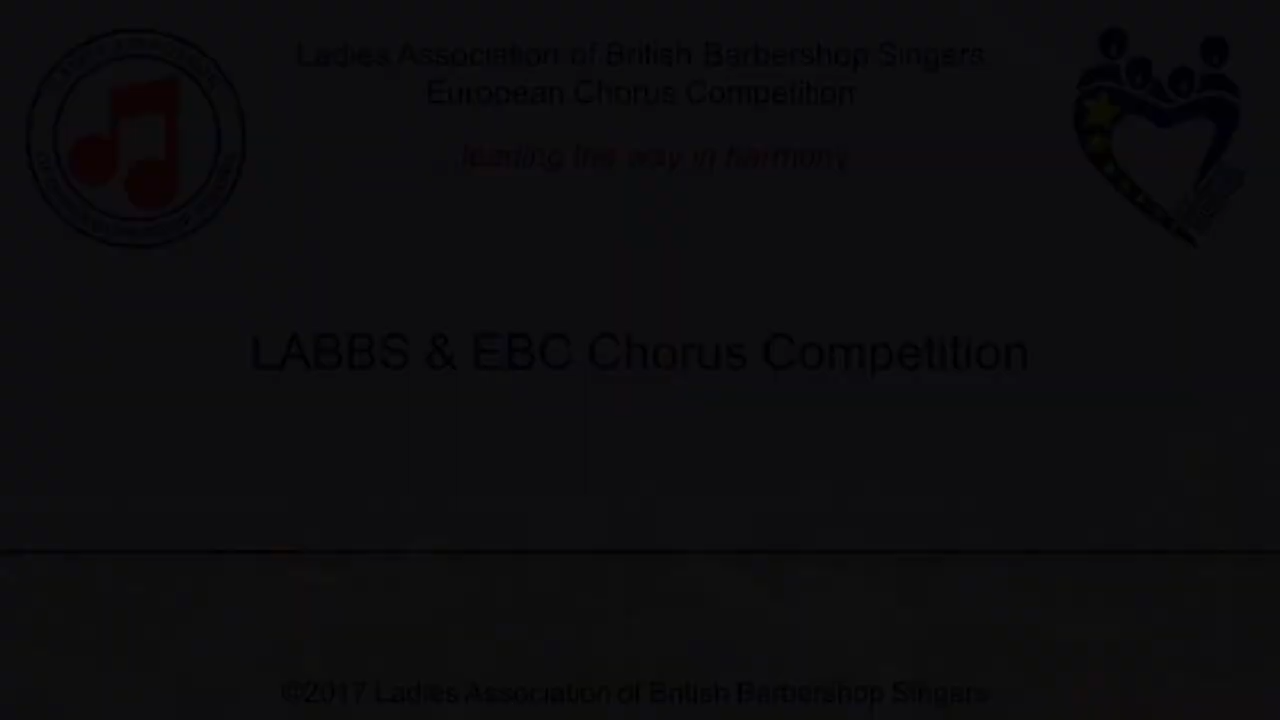 Ladies Association of British Barbershop Singers
European Chorus Competition
...leading the way in harmony
LABBS & EBC Chorus Competition
©2017 Ladies Association of British Barbershop Singers